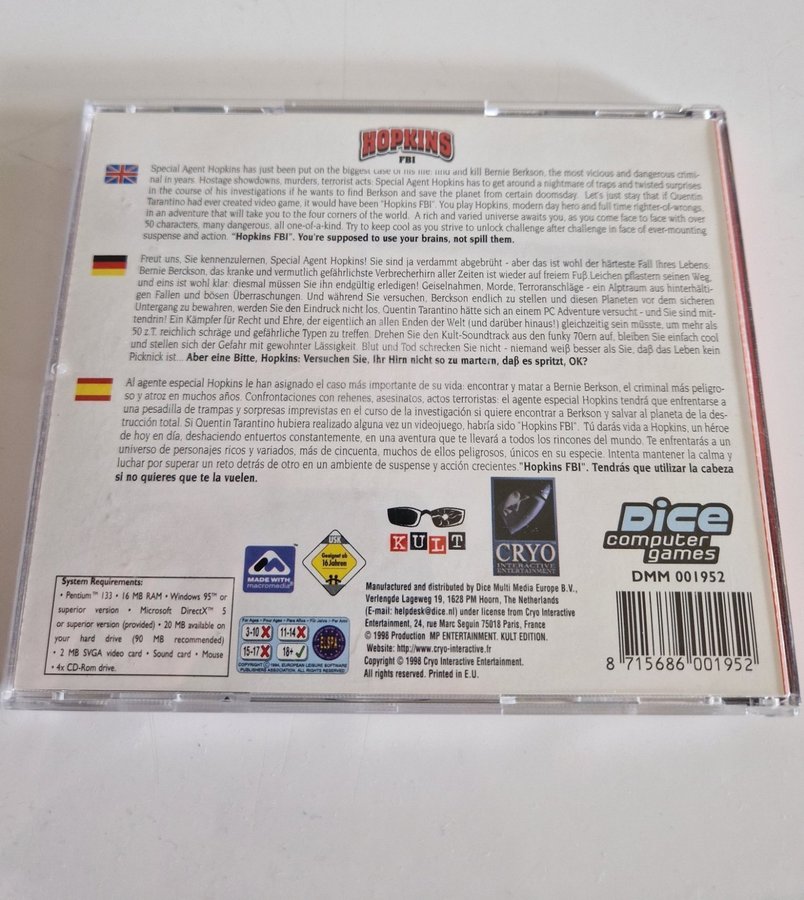 HOPKINS
FBI
Special Agent Hopkins has just been put on the biggest case of his life: find and kill Bernie Berkson, the most vicious and dangerous crimi-
nal in years. Hostage showdowns, murders, terrorist acts: Special Agent Hopkins has to get around a nightmare of traps and twisted surprises
in the course of his investigations if he wants to find Berkson and save the planet from certain doomsday. Let's just stay that if Quentin
Tarantino had ever created video game, it would have been "Hopkins FBI". You play Hopkins, modern day hero and full time righter-of-wrongs,
in an adventure that will take you to the four corners of the world. A rich and varied universe awaits you, as you come face to face with over
50 characters, many dangerous, all one-of-a-kind. Try to keep cool as you strive to unlock challenge after challenge in face of ever-mounting
suspense and action. "Hopkins FBI". You're supposed to use your brains, not spill them.
Freut uns, Sie kennenzulernen, Special Agent Hopkins! Sie sind ja verdammt abgebrüht - aber das ist wohl der härteste Fall Ihres Lebens:
Bernie Berckson, das kranke und vermutlich gefährlichste Verbrecherhirn aller Zeiten ist wieder auf freiem Fuß. Leichen pflastern seinen Weg,
und eins ist wohl klar: diesmal müssen Sie ihn endgültig erledigen! Geiselnahmen, Morde, Terroranschläge - ein Alptraum aus hinterhälti-
gen Fallen und bösen Überraschungen. Und während Sie versuchen, Berckson endlich zu stellen und diesen Planeten vor dem sicheren
Untergang zu bewahren, werden Sie den Eindruck nicht los, Quentin Tarantino hätte sich an einem PC Adventure versucht - und Sie sind mit-
tendrin! Ein Kämpfer für Recht und Ehre, der eigentlich an allen Enden der Welt (und darüber hinaus!) gleichzeitig sein müsste, um mehr als
50 z.T. reichlich schräge und gefährliche Typen zu treffen. Drehen Sie den Kult-Soundtrack aus den funky 70ern auf, bleiben Sie einfach cool
und stellen sich der Gefahr mit gewohnter Lässigkeit. Blut und Tod schrecken Sie nicht - niemand weiß besser als Sie, daß das Leben kein
Picknick ist... Aber eine Bitte, Hopkins: Versuchen Sie, Ihr Hirn nicht so zu martern, daß es spritzt, OK?
Al agente especial Hopkins le han asignado el caso más importante de su vida: encontrar y matar a Bernie Berkson, el criminal más peligro-
so y atroz en muchos años. Confrontaciones con rehenes, asesinatos, actos terroristas: el agente especial Hopkins tendrá que enfrentarse a
una pesadilla de trampas y sorpresas imprevistas en el curso de la investigación si quiere encontrar a Berkson y salvar al planeta de la des-
trucción total. Si Quentin Tarantino hubiera realizado alguna vez un videojuego, habría sido "Hopkins FBI". Tú darás vida a Hopkins, un héroe
de hoy en día, deshaciendo entuertos constantemente, en una aventura que te llevará a todos los rincones del mundo. Te enfrentarás a un
universo de personajes ricos y variados, más de cincuenta, muchos de ellos peligrosos, únicos en su especie. Intenta mantener la calma y
luchar por superar un reto detrás de otro en un ambiente de suspense y acción crecientes."Hopkins FBI". Tendrás que utilizar la cabeza
si no quieres que te la vuelen.
MADE WITH
macromedia
USK
Geeignet ab
16 Jahren
KULT
CRYO
INTERACTIVE
ENTERTAINMENT
Dice
computer
games
DMM 001952
System Requirements:
• Pentium™ 133 • 16 MB RAM • Windows 95™ or
superior version • Microsoft DirectX™ 5
or superior version (provided) • 20 MB available on
your hard drive (90 MB recommended)
• 2 MB SVGA video card • Sound card • Mouse
• 4x CD-Rom drive.
For Ages / Pour Ages / Para Años / Für Jahre / Per Anni
3-10 11-14
15-17 18+
ELSPA
COPYRIGHT © 1994, EUROPEAN LEISURE SOFTWARE
PUBLISHERS ASSOCIATION. ALL RIGHTS RESERVED
Manufactured and distributed by Dice Multi Media Europe B.V.,
Verlengde Lageweg 19, 1628 PM Hoorn, The Netherlands
(E-mail: helpdesk@dice.nl) under license from Cryo Interactive
Entertainment, 24, rue Marc Seguin 75018 Paris, France
© 1998 Production MP ENTERTAINMENT. KULT EDITION.
Website: http://www.cryo-interactive.fr
Copyright © 1998 Cryo Interactive Entertainment.
All rights reserved. Printed in E.U.
8 715686 001952